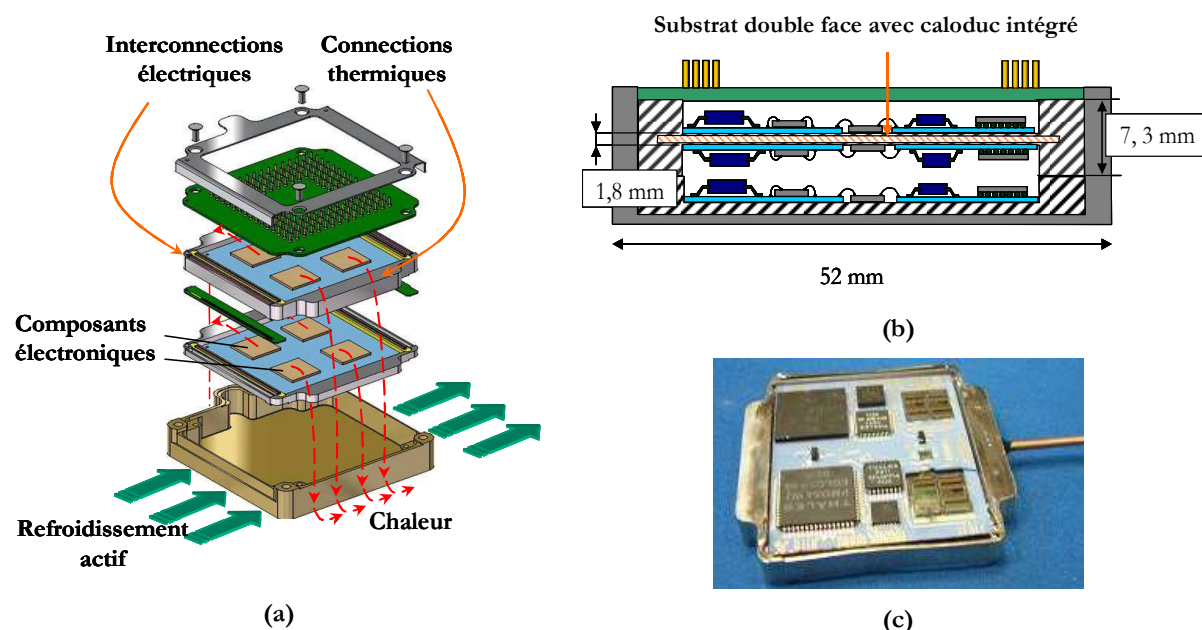 Interconnections
électriques
Connections
thermiques
Composants
électroniques
Refroidissement
actif
Chaleur
(a)
Substrat double face avec caloduc intégré
7, 3 mm
1,8 mm
52 mm
(b)
(c)